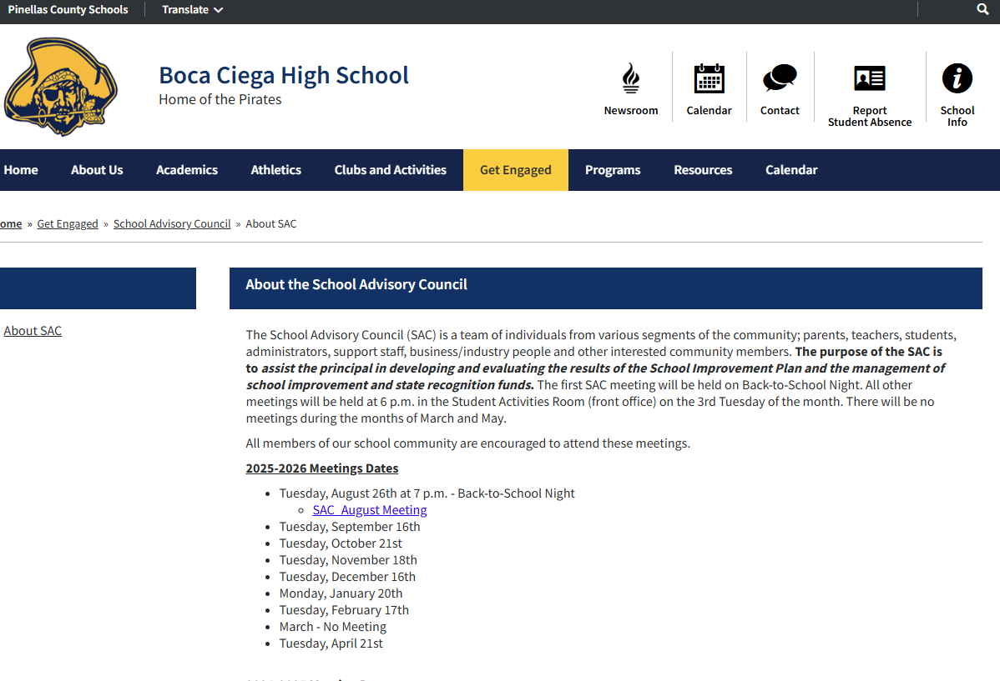 Pinellas County Schools
Translate
Boca Ciega High School
Home of the Pirates
Newsroom
Calendar
Contact
Report
Student Absence
School
Info
Home
About Us
Academics
Athletics
Clubs and Activities
Get Engaged
Programs
Resources
Calendar
ome » Get Engaged » School Advisory Council » About SAC
About the School Advisory Council
About SAC
The School Advisory Council (SAC) is a team of individuals from various segments of the community; parents, teachers, students,
administrators, support staff, business/industry people and other interested community members. The purpose of the SAC is
to assist the principal in developing and evaluating the results of the School Improvement Plan and the management of
school improvement and state recognition funds. The first SAC meeting will be held on Back-to-School Night. All other
meetings will be held at 6 p.m. in the Student Activities Room (front office) on the 3rd Tuesday of the month. There will be no
meetings during the months of March and May.
All members of our school community are encouraged to attend these meetings.
2025-2026 Meetings Dates
Tuesday, August 26th at 7 p.m. - Back-to-School Night
SAC August Meeting
Tuesday, September 16th
Tuesday, October 21st
Tuesday, November 18th
Tuesday, December 16th
Monday, January 20th
Tuesday, February 17th
March - No Meeting
Tuesday, April 21st